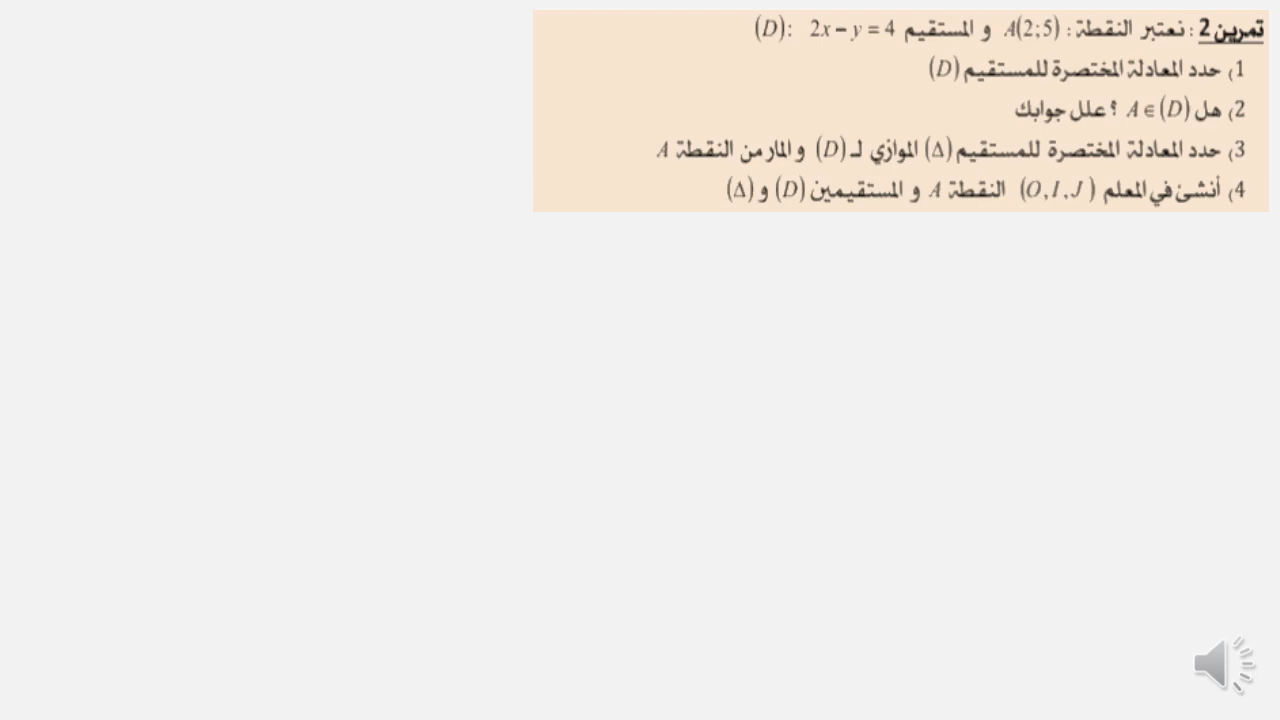 تمرين 2 : نعتبر النقطة : A(2;5) و المستقيم (D): 2x − y = 4
1) حدد المعادلة المختصرة للمستقيم (D)
2) هل A ∈ (D) ؟ علل جوابك
3) حدد المعادلة المختصرة للمستقيم (Δ) الموازي لـ (D) و المار من النقطة A
4) أنشئ في المعلم (O,I,J) النقطة A و المستقيمين (D) و (Δ)